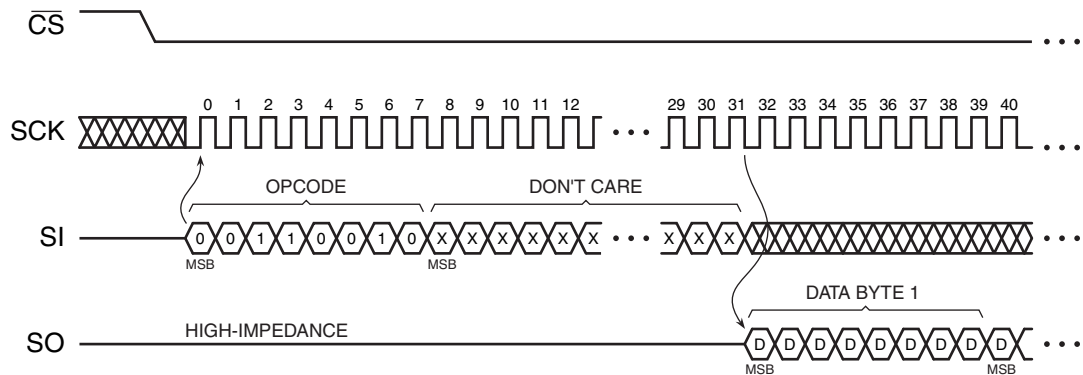 CS
SCK
0 1 2 3 4 5 6 7 8 9 10 11 12 29 30 31 32 33 34 35 36 37 38 39 40
OPCODE DON'T CARE
SI
0 0 1 1 0 0 1 0 X X X X X X X X X
MSB MSB
DATA BYTE 1
HIGH-IMPEDANCE
SO
D D D D D D D D D
MSB MSB